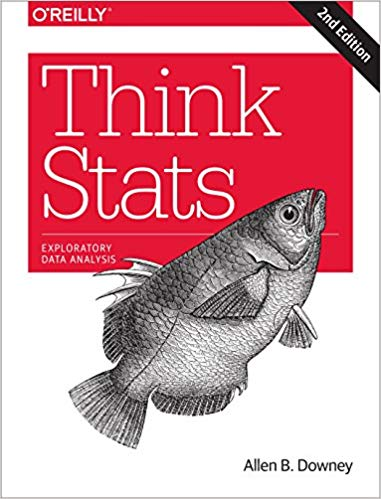 O'REILLY®
2nd Edition
Think
Stats
EXPLORATORY
DATA ANALYSIS
Allen B. Downey